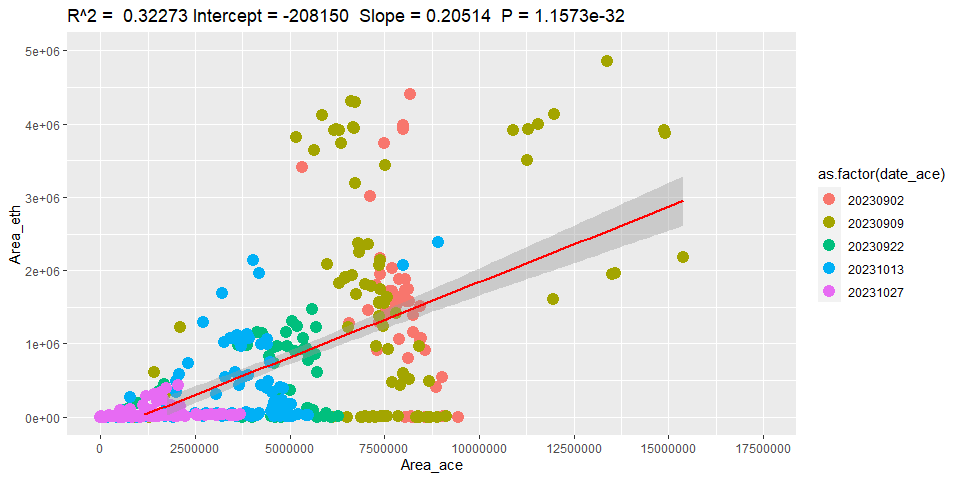 R^2 = 0.32273 Intercept = -208150 Slope = 0.20514 P = 1.1573e-32
5e+06
4e+06
3e+06
2e+06
1e+06
0e+00
Area_eth
0 2500000 5000000 7500000 10000000 12500000 15000000 17500000
Area_ace
as.factor(date_ace)
20230902
20230909
20230922
20231013
20231027